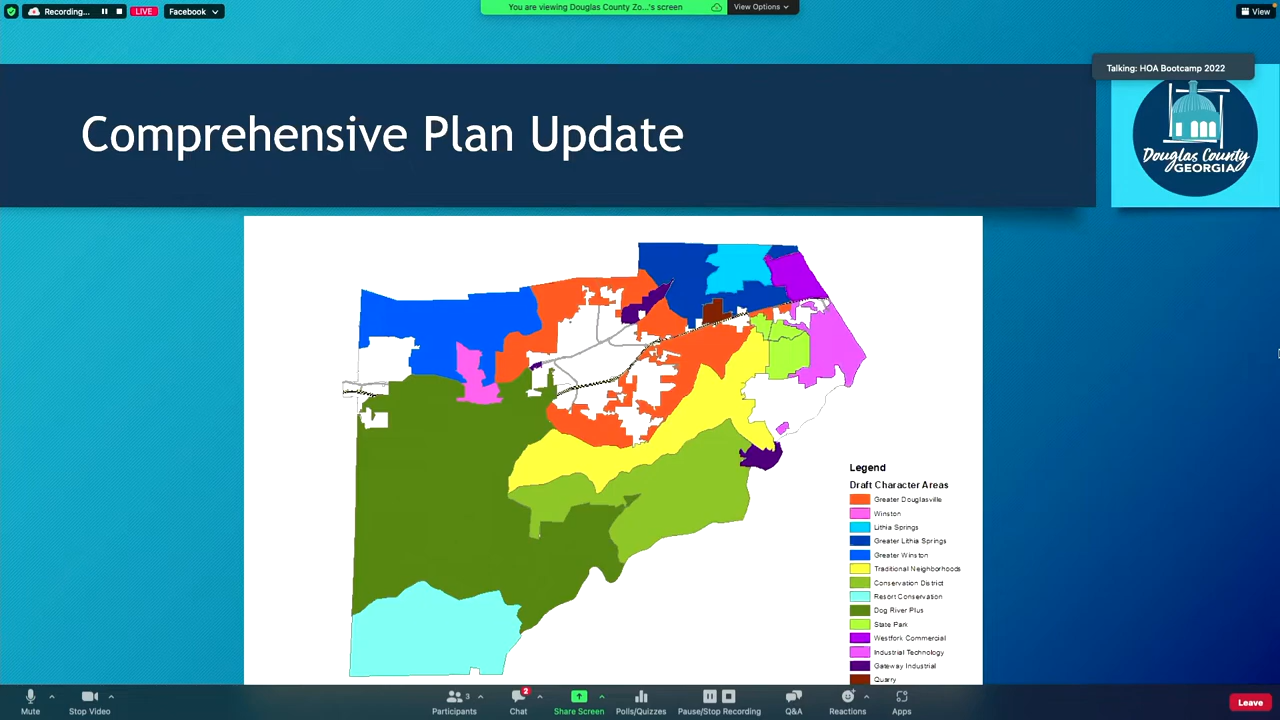 Recording...
LIVE
Facebook
You are viewing Douglas County Zo...'s screen
View Options
View
Talking: HOA Bootcamp 2022
Comprehensive Plan Update
Douglas County
GEORGIA
Legend
Draft Character Areas
Greater Douglasville
Winston
Lithia Springs
Greater Lithia Springs
Greater Winston
Traditional Neighborhoods
Conservation District
Resort Conservation
Dog River Plus
State Park
Westfork Commercial
Industrial Technology
Gateway Industrial
Quarry
Mute
Stop Video
3
Participants
2
Chat
Share Screen
Polls/Quizzes
Pause/Stop Recording
Q&A
Reactions
Apps
Leave